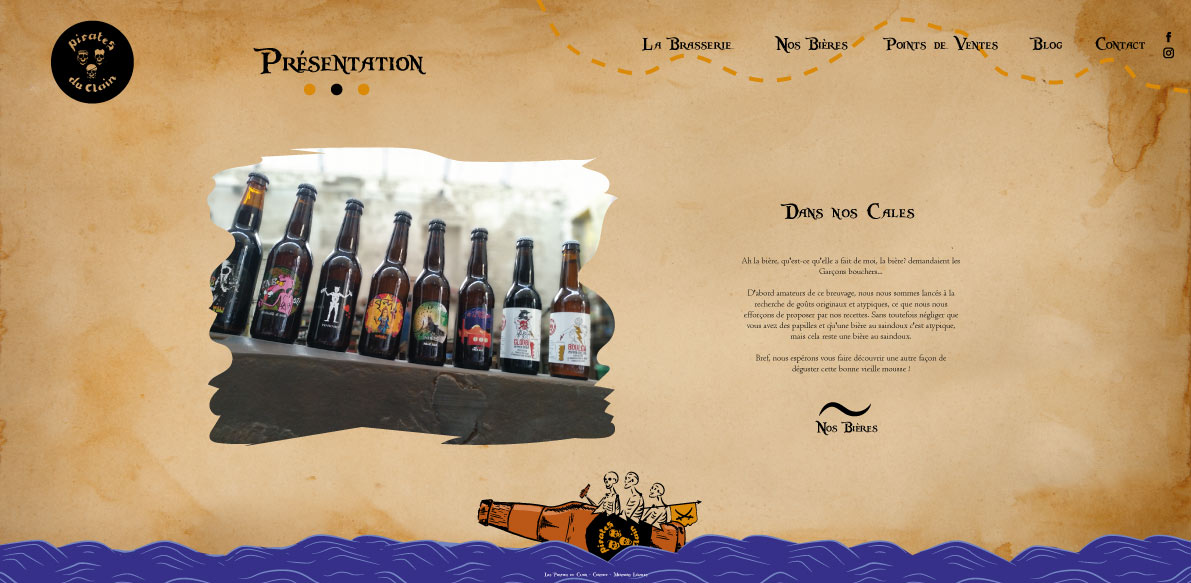 pirates
du Clain
Présentation
La Brasserie
Nos Bières
Points de Ventes
Blog
Contact
Dans nos Cales
Ah la bière, qu'est-ce qu'elle a fait de moi, la bière? demandaient les
Garçons bouchers...
D'abord amateurs de ce breuvage, nous nous sommes lancés à la
recherche de goûts originaux et atypiques, ce que nous nous
efforçons de proposer par nos recettes. Sans toutefois négliger que
vous avez des papilles et qu'une bière au saindoux c'est atypique,
mais cela reste une bière au saindoux.
Bref, nous espérons vous faire découvrir une autre façon de
déguster cette bonne vieille mousse !
Nos Bières
pirates
Les Pirates du Clain - Contact - Mentions Légales